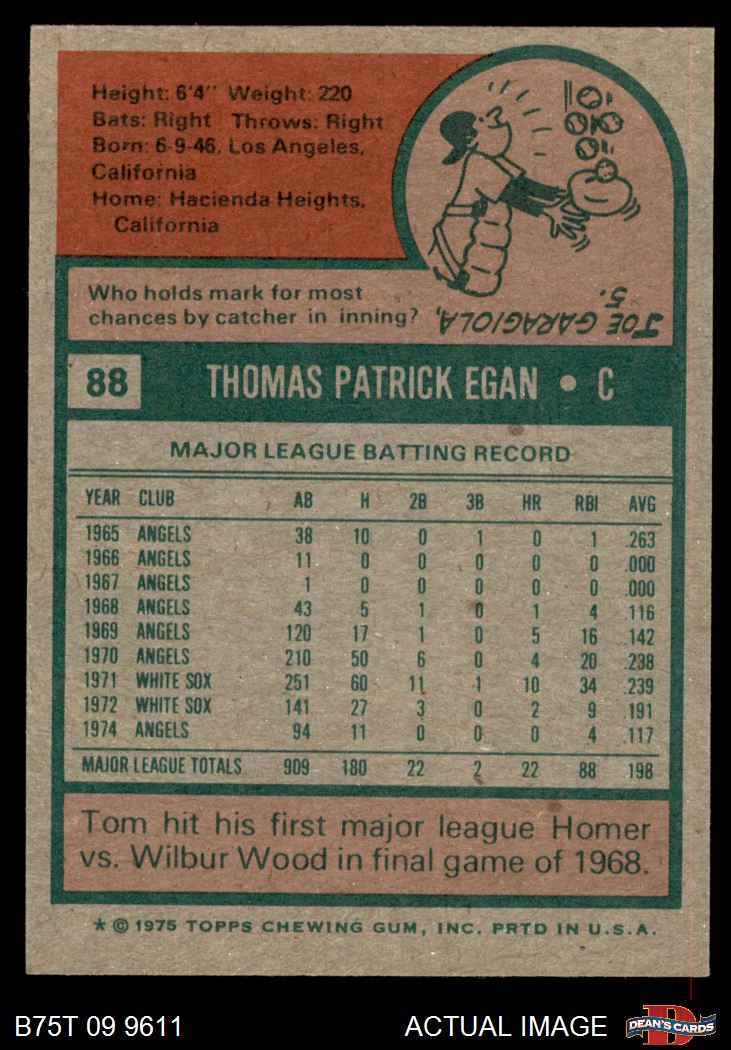 Height: 6'4" Weight: 220
Bats: Right Throws: Right
Born: 6-9-46, Los Angeles,
California
Home: Hacienda Heights,
California
Who holds mark for most
chances by catcher in inning?
JOE GARAGIOLA,
5.
88 THOMAS PATRICK EGAN • C
MAJOR LEAGUE BATTING RECORD
YEAR CLUB AB H 2B 3B HR RBI AVG
1965 ANGELS 38 10 0 1 0 1 .263
1966 ANGELS 11 0 0 0 0 0 .000
1967 ANGELS 1 0 0 0 0 0 .000
1968 ANGELS 43 5 1 0 1 4 .116
1969 ANGELS 120 17 1 0 5 16 .142
1970 ANGELS 210 50 6 0 4 20 .238
1971 WHITE SOX 251 60 11 1 10 34 .239
1972 WHITE SOX 141 27 3 0 2 9 .191
1974 ANGELS 94 11 0 0 0 4 .117
MAJOR LEAGUE TOTALS 909 180 22 2 22 88 .198
Tom hit his first major league Homer
vs. Wilbur Wood in final game of 1968.
* © 1975 TOPPS CHEWING GUM, INC. PRTD IN U.S.A.
B75T 09 9611 ACTUAL IMAGE D DEAN'S CARDS